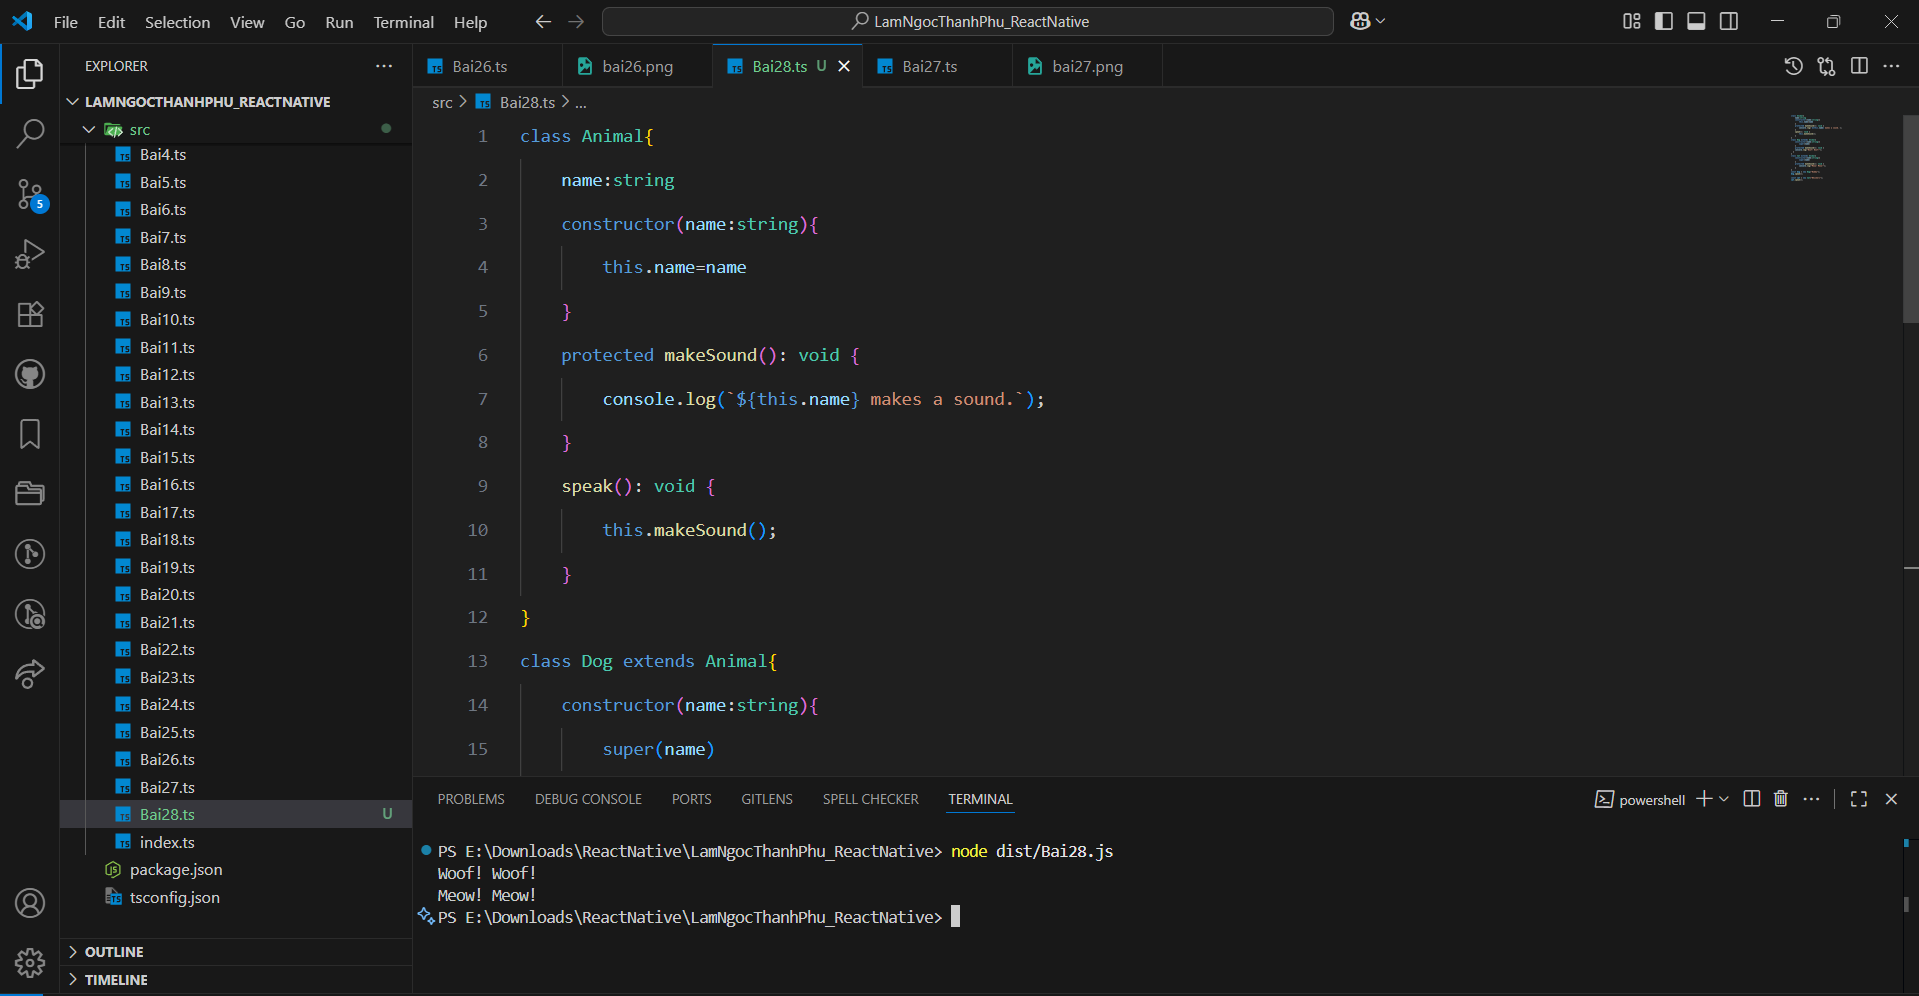 File Edit Selection View Go Run Terminal Help
LamNgocThanhPhu_ReactNative
EXPLORER
LAMNGOCTHANHPHU_REACTNATIVE
src
Bai4.ts
Bai5.ts
Bai6.ts
Bai7.ts
Bai8.ts
Bai9.ts
Bai10.ts
Bai11.ts
Bai12.ts
Bai13.ts
Bai14.ts
Bai15.ts
Bai16.ts
Bai17.ts
Bai18.ts
Bai19.ts
Bai20.ts
Bai21.ts
Bai22.ts
Bai23.ts
Bai24.ts
Bai25.ts
Bai26.ts
Bai27.ts
Bai28.ts U
index.ts
package.json
tsconfig.json
OUTLINE
TIMELINE
5
Bai26.ts bai26.png Bai28.ts U Bai27.ts bai27.png
src > Bai28.ts > ...
1 class Animal{
2 name:string
3 constructor(name:string){
4 this.name=name
5 }
6 protected makeSound(): void {
7 console.log(`${this.name} makes a sound.`);
8 }
9 speak(): void {
10 this.makeSound();
11 }
12 }
13 class Dog extends Animal{
14 constructor(name:string){
15 super(name)
PROBLEMS DEBUG CONSOLE PORTS GITLENS SPELL CHECKER TERMINAL
powershell
PS E:\Downloads\ReactNative\LamNgocThanhPhu_ReactNative> node dist/Bai28.js
Woof! Woof!
Meow! Meow!
PS E:\Downloads\ReactNative\LamNgocThanhPhu_ReactNative>